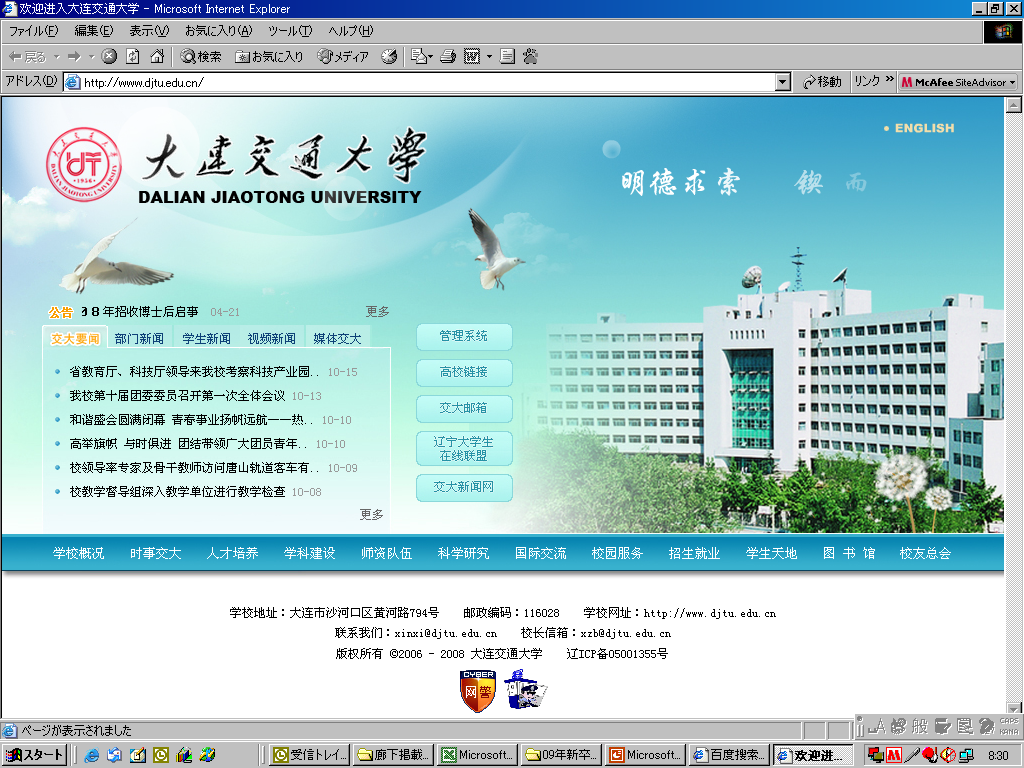 欢迎进入大连交通大学 - Microsoft Internet Explorer
ファイル(F) 編集(E) 表示(V) お気に入り(A) ツール(T) ヘルプ(H)
戻る 検索 お気に入り メディア
アドレス(D) http://www.djtu.edu.cn/ 移動 リンク » McAfee SiteAdvisor
• ENGLISH
大连交通大学
DALIAN JIAOTONG UNIVERSITY
明德求索 锲而
公告 08年招收博士后启事 04-21 更多
交大要闻 部门新闻 学生新闻 视频新闻 媒体交大
省教育厅、科技厅领导来我校考察科技产业园.. 10-15
我校第十届团委委员召开第一次全体会议 10-13
和谐盛会圆满闭幕 青春事业扬帆远航——热.. 10-10
高举旗帜 与时俱进 团结带领广大团员青年.. 10-10
校领导率专家及骨干教师访问唐山轨道客车有.. 10-09
校教学督导组深入教学单位进行教学检查 10-08
更多
管理系统
高校链接
交大邮箱
辽宁大学生
在线联盟
交大新闻网
学校概况 时事交大 人才培养 学科建设 师资队伍 科学研究 国际交流 校园服务 招生就业 学生天地 图 书 馆 校友总会
学校地址：大连市沙河口区黄河路794号 邮政编码：116028 学校网址：http://www.djtu.edu.cn
联系我们：xinxi@djtu.edu.cn 校长信箱：xzb@djtu.edu.cn
版权所有 ©2006 - 2008 大连交通大学 辽ICP备05001355号
CYBER
网警
ページが表示されました
A 般 CAPS KANA
スタート 受信トレイ... 廊下掲載... Microsoft... 09年新卒... Microsoft... 百度搜索... 欢迎进... 8:30